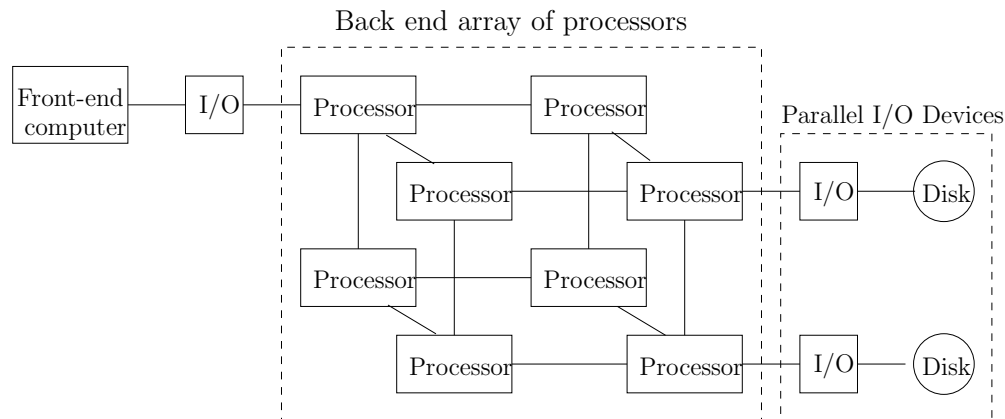 Back end array of processors
Front-end
computer
I/O
Processor
Processor
Parallel I/O Devices
Processor
Processor
I/O
Disk
Processor
Processor
Processor
Processor
I/O
Disk